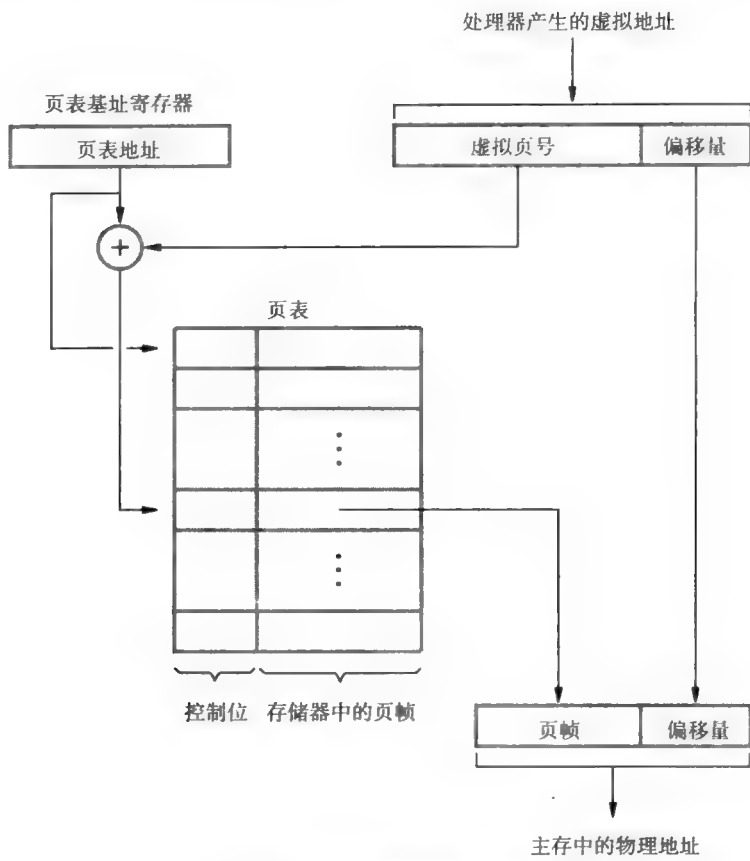 处理器产生的虚拟地址
页表基址寄存器
页表地址
虚拟页号 偏移量
+
页表
控制位 存储器中的页帧
页帧 偏移量
主存中的物理地址